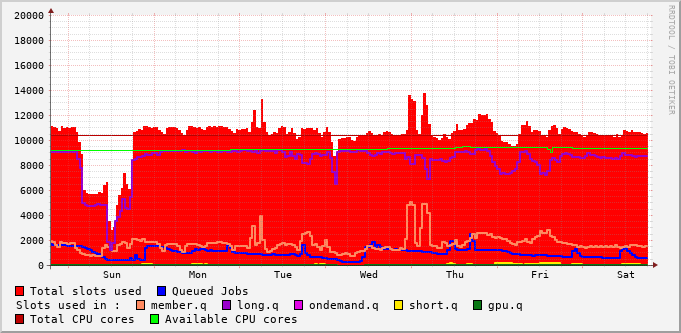 20000
18000
16000
14000
12000
10000
8000
6000
4000
2000
0
Sun Mon Tue Wed Thu Fri Sat
RRDTOOL / TOBI OETIKER
Total slots used Queued Jobs
Slots used in : member.q long.q ondemand.q short.q gpu.q
Total CPU cores Available CPU cores